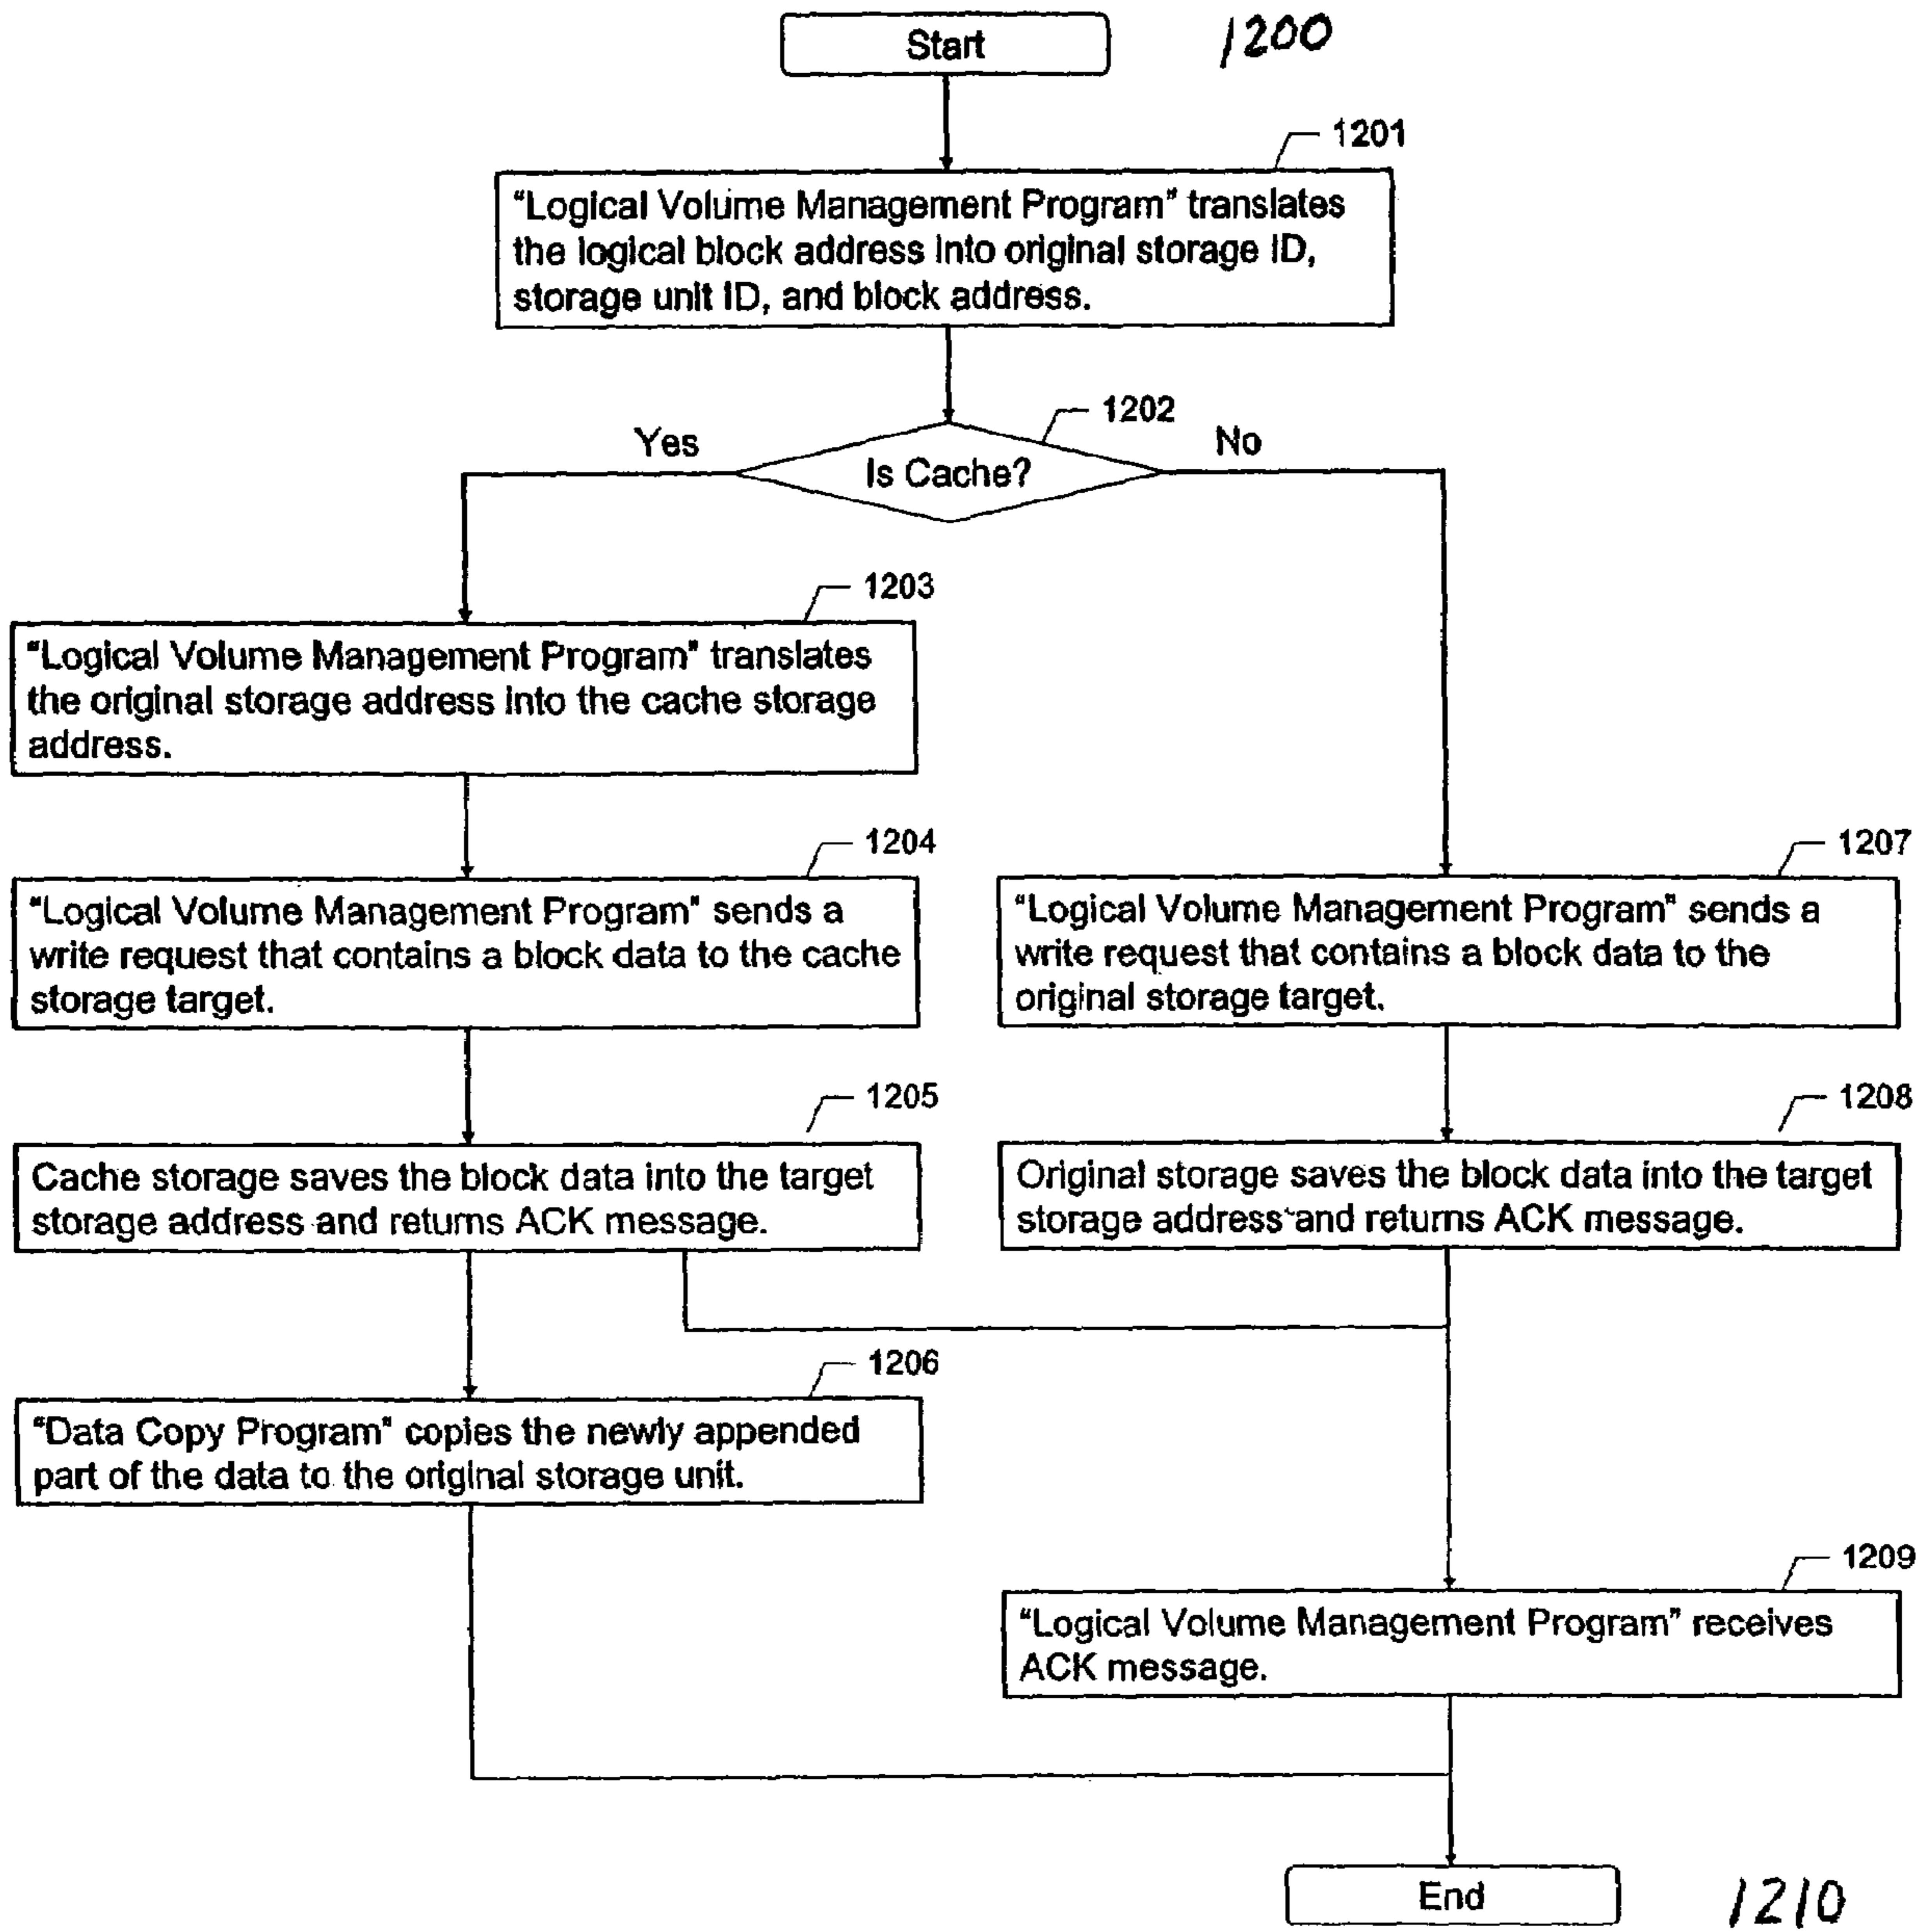 Start
1200
1201
"Logical Volume Management Program" translates
the logical block address into original storage ID,
storage unit ID, and block address.
1202
Yes
No
Is Cache?
1203
"Logical Volume Management Program" translates
the original storage address into the cache storage
address.
1204
"Logical Volume Management Program" sends a
write request that contains a block data to the cache
storage target.
1207
"Logical Volume Management Program" sends a
write request that contains a block data to the
original storage target.
1205
Cache storage saves the block data into the target
storage address and returns ACK message.
1208
Original storage saves the block data into the target
storage address and returns ACK message.
1206
"Data Copy Program" copies the newly appended
part of the data to the original storage unit.
1209
"Logical Volume Management Program" receives
ACK message.
End
1210